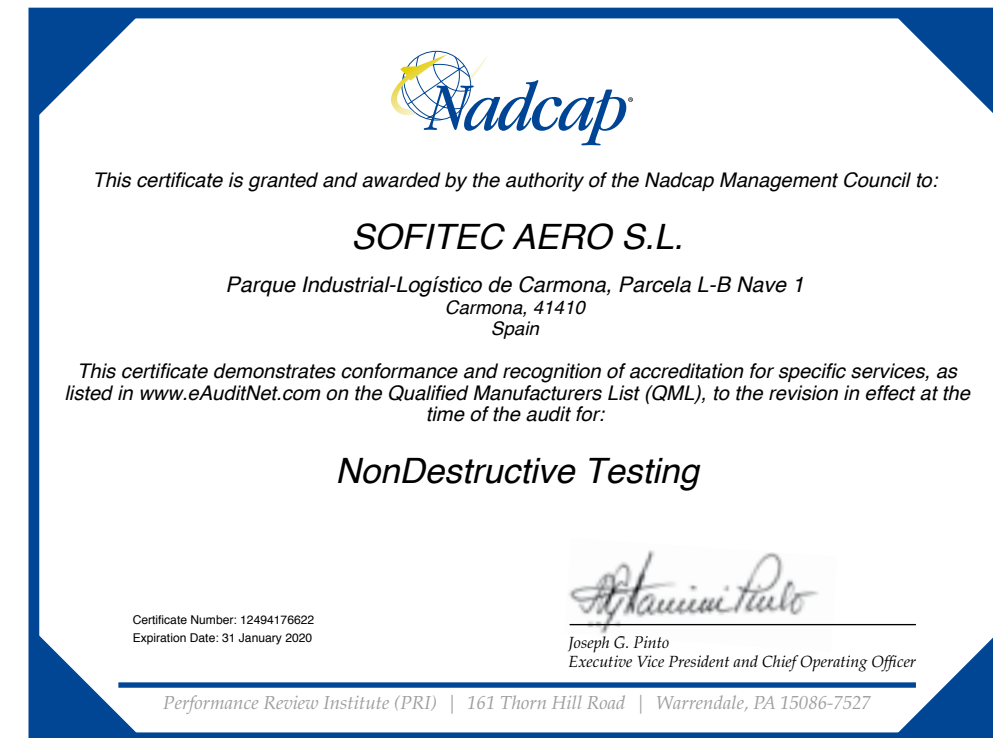 Nadcap®
This certificate is granted and awarded by the authority of the Nadcap Management Council to:
SOFITEC AERO S.L.
Parque Industrial-Logístico de Carmona, Parcela L-B Nave 1
Carmona, 41410
Spain
This certificate demonstrates conformance and recognition of accreditation for specific services, as
listed in www.eAuditNet.com on the Qualified Manufacturers List (QML), to the revision in effect at the
time of the audit for:
NonDestructive Testing
Certificate Number: 12494176622
Expiration Date: 31 January 2020
Joseph G. Pinto
Executive Vice President and Chief Operating Officer
Performance Review Institute (PRI) | 161 Thorn Hill Road | Warrendale, PA 15086-7527